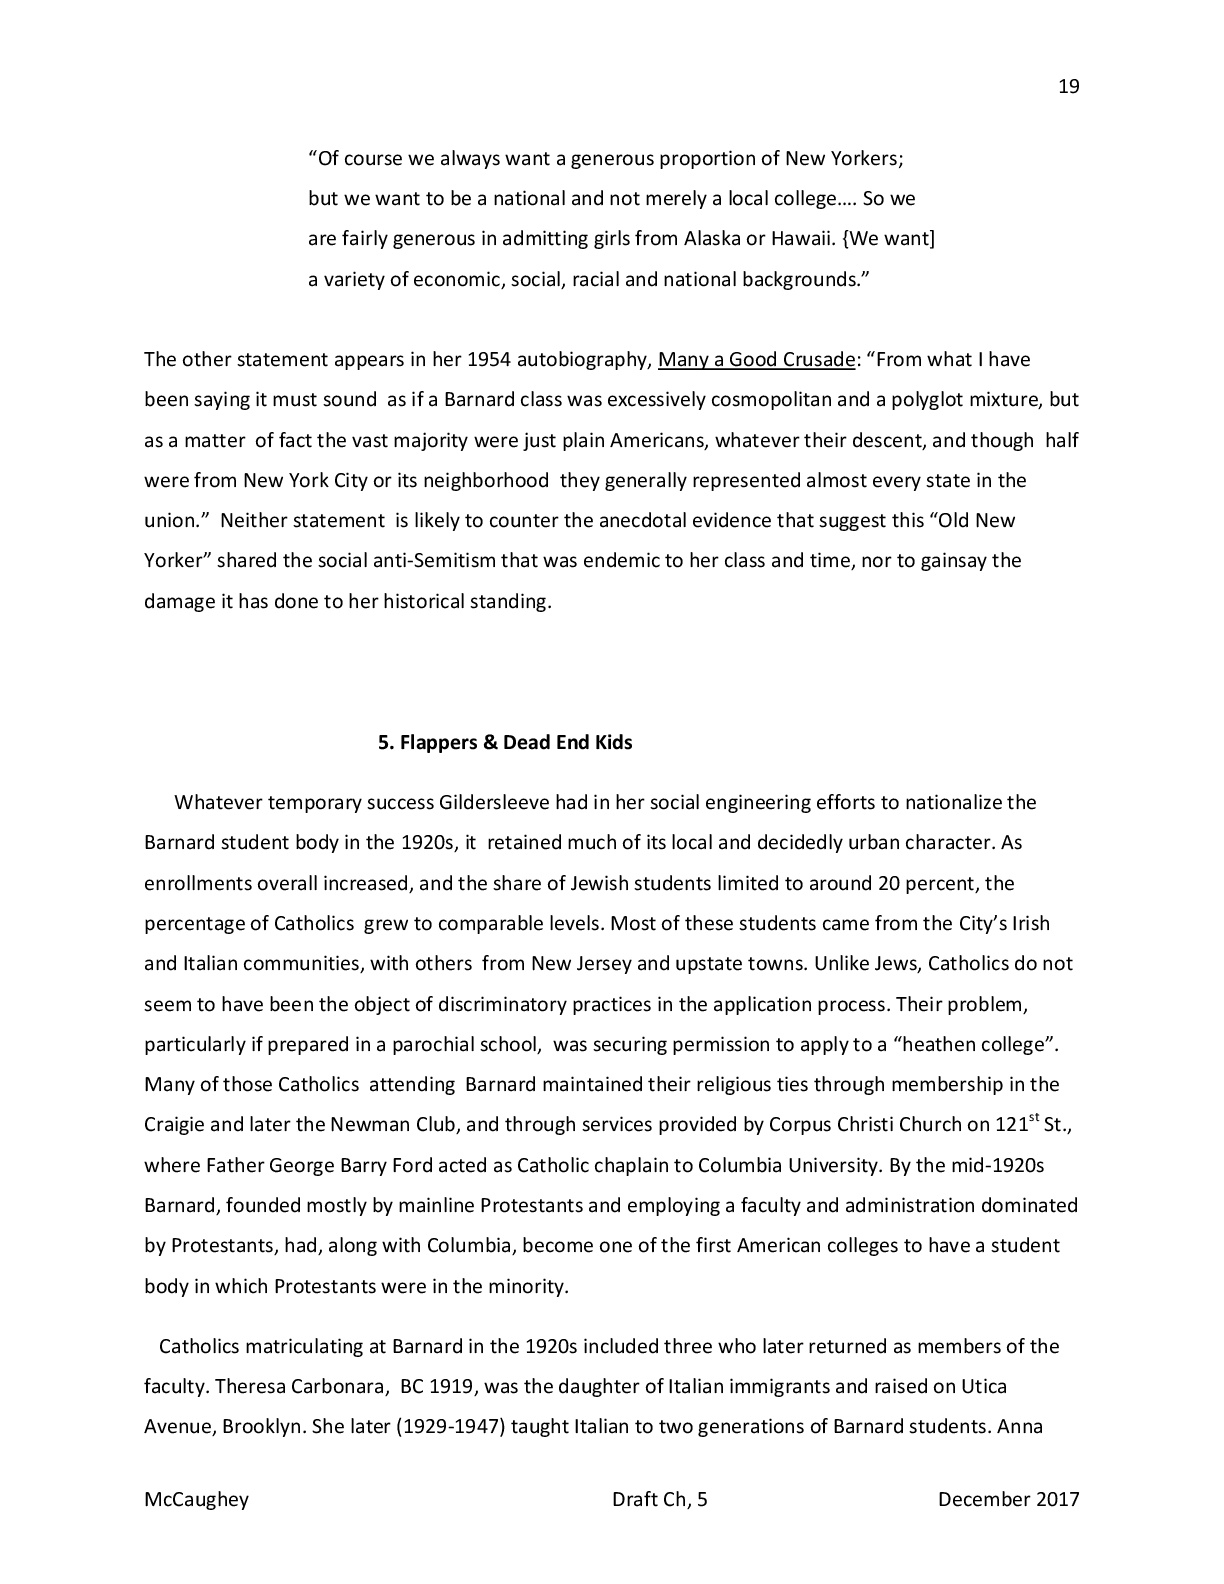 19
“Of course we always want a generous proportion of New Yorkers;
but we want to be a national and not merely a local college…. So we
are fairly generous in admitting girls from Alaska or Hawaii. {We want]
a variety of economic, social, racial and national backgrounds.”
The other statement appears in her 1954 autobiography, Many a Good Crusade: “From what I have
been saying it must sound  as if a Barnard class was excessively cosmopolitan and a polyglot mixture, but
as a matter  of fact the vast majority were just plain Americans, whatever their descent, and though  half
were from New York City or its neighborhood  they generally represented almost every state in the
union.”  Neither statement  is likely to counter the anecdotal evidence that suggest this “Old New
Yorker” shared the social anti-Semitism that was endemic to her class and time, nor to gainsay the
damage it has done to her historical standing.
5. Flappers & Dead End Kids
Whatever temporary success Gildersleeve had in her social engineering efforts to nationalize the
Barnard student body in the 1920s, it  retained much of its local and decidedly urban character. As
enrollments overall increased, and the share of Jewish students limited to around 20 percent, the
percentage of Catholics  grew to comparable levels. Most of these students came from the City’s Irish
and Italian communities, with others  from New Jersey and upstate towns. Unlike Jews, Catholics do not
seem to have been the object of discriminatory practices in the application process. Their problem,
particularly if prepared in a parochial school,  was securing permission to apply to a “heathen college”.
Many of those Catholics  attending  Barnard maintained their religious ties through membership in the
Craigie and later the Newman Club, and through services provided by Corpus Christi Church on 121st St.,
where Father George Barry Ford acted as Catholic chaplain to Columbia University. By the mid-1920s
Barnard, founded mostly by mainline Protestants and employing a faculty and administration dominated
by Protestants, had, along with Columbia, become one of the first American colleges to have a student
body in which Protestants were in the minority.
Catholics matriculating at Barnard in the 1920s included three who later returned as members of the
faculty. Theresa Carbonara,  BC 1919, was the daughter of Italian immigrants and raised on Utica
Avenue, Brooklyn. She later (1929-1947) taught Italian to two generations of Barnard students. Anna
McCaughey Draft Ch, 5 December 2017